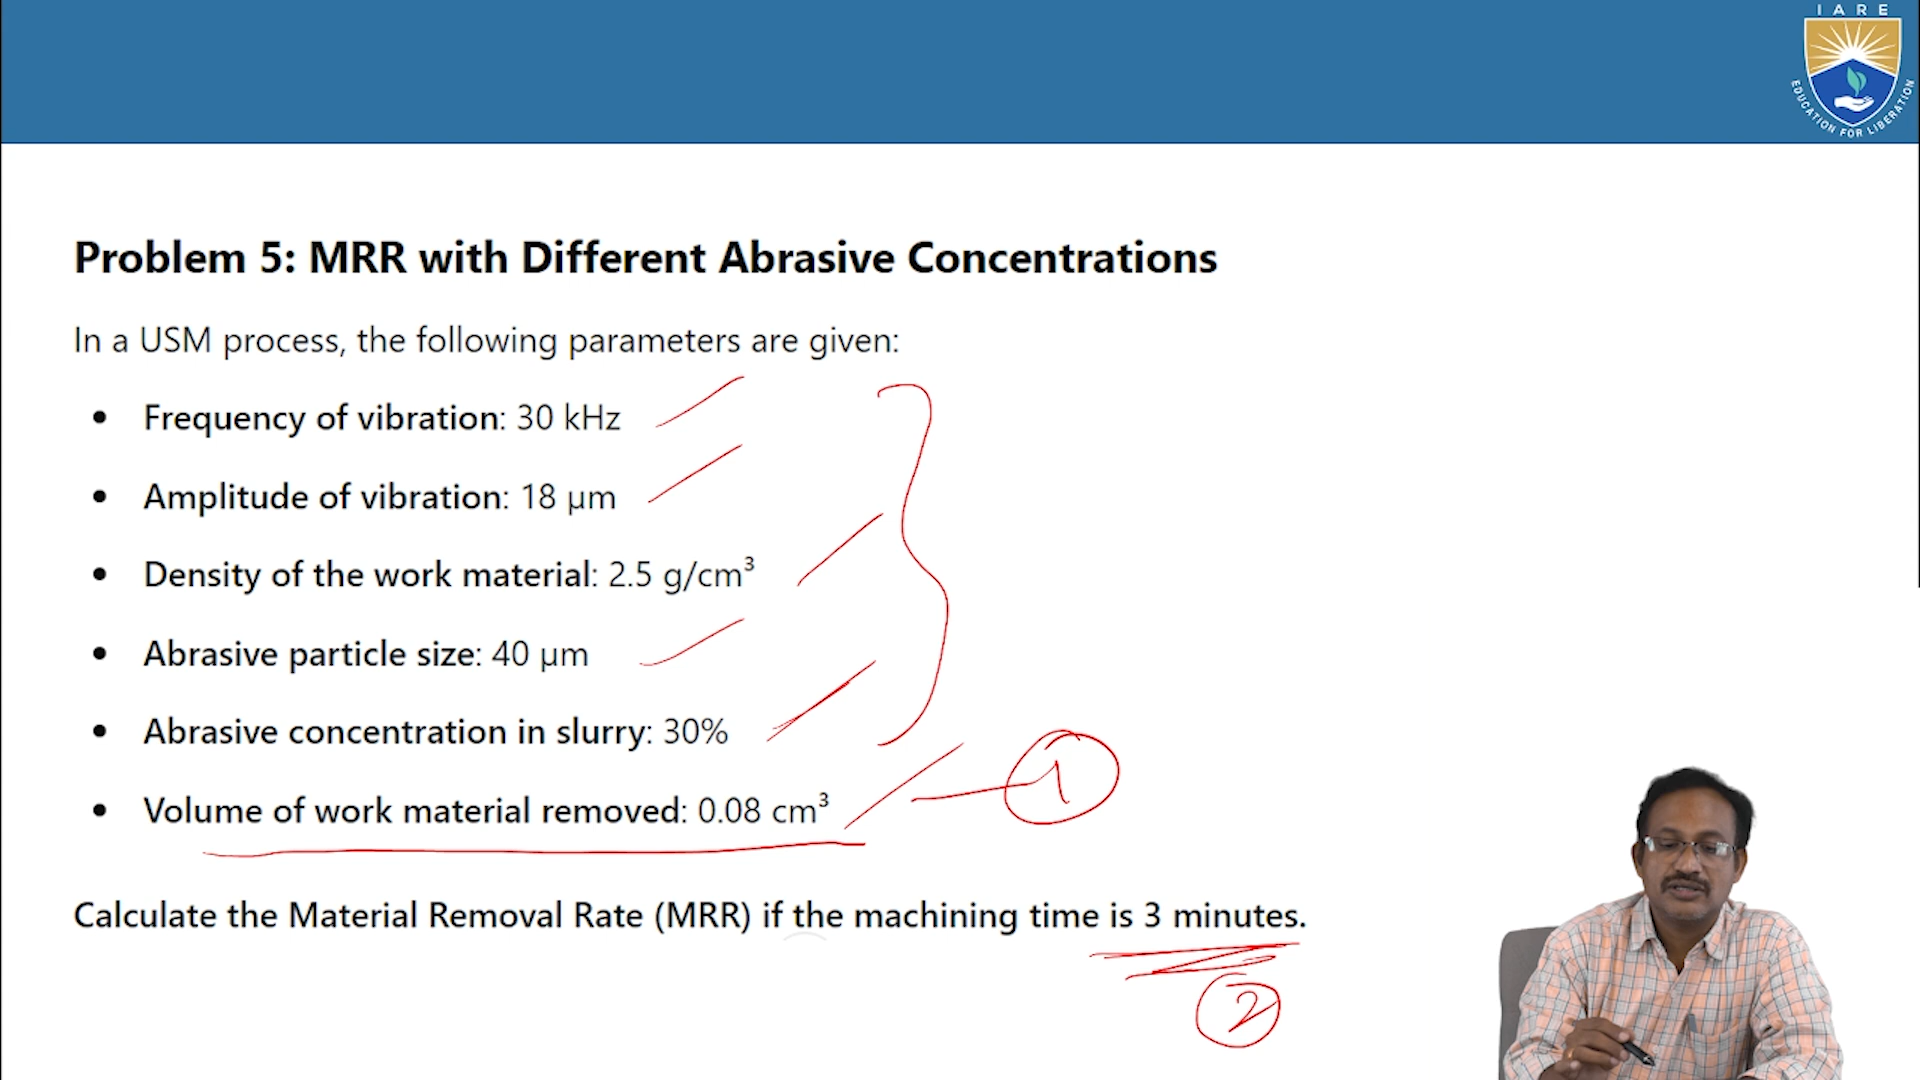 IARE
EDUCATION FOR LIBERATION
Problem 5: MRR with Different Abrasive Concentrations
In a USM process, the following parameters are given:
• Frequency of vibration: 30 kHz
• Amplitude of vibration: 18 µm
• Density of the work material: 2.5 g/cm³
• Abrasive particle size: 40 µm
• Abrasive concentration in slurry: 30%
• Volume of work material removed: 0.08 cm³
1
Calculate the Material Removal Rate (MRR) if the machining time is 3 minutes.
2